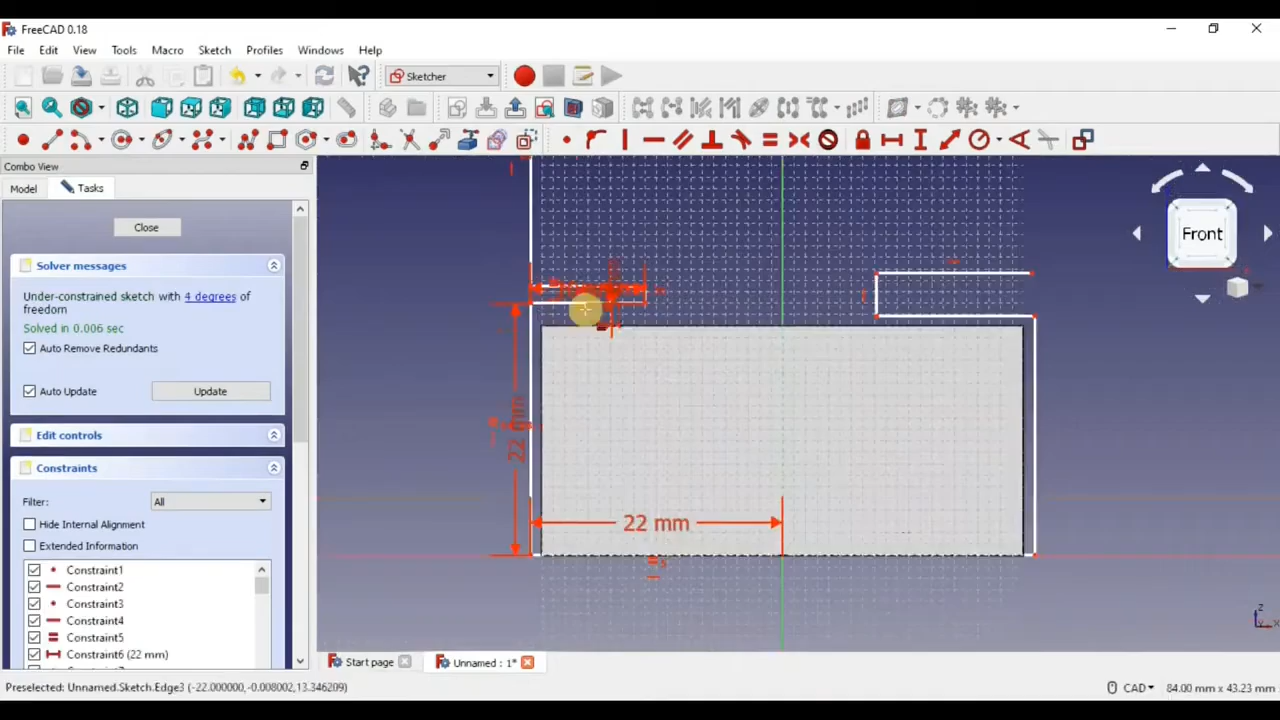 FreeCAD 0.18
File Edit View Tools Macro Sketch Profiles Windows Help
Sketcher
Combo View
Model Tasks
Close
Solver messages
Under-constrained sketch with 4 degrees of
freedom
Solved in 0.006 sec
Auto Remove Redundants
Auto Update Update
Edit controls
Constraints
Filter: All
Hide Internal Alignment
Extended Information
Constraint1
Constraint2
Constraint3
Constraint4
Constraint5
Constraint6 (22 mm)
22 mm
22 mm
Front
Z
X
Start page Unnamed : 1*
Preselected: Unnamed.Sketch.Edge3 (-22.000000,-0.008002,13.346209) CAD 84.00 mm x 43.23 mm